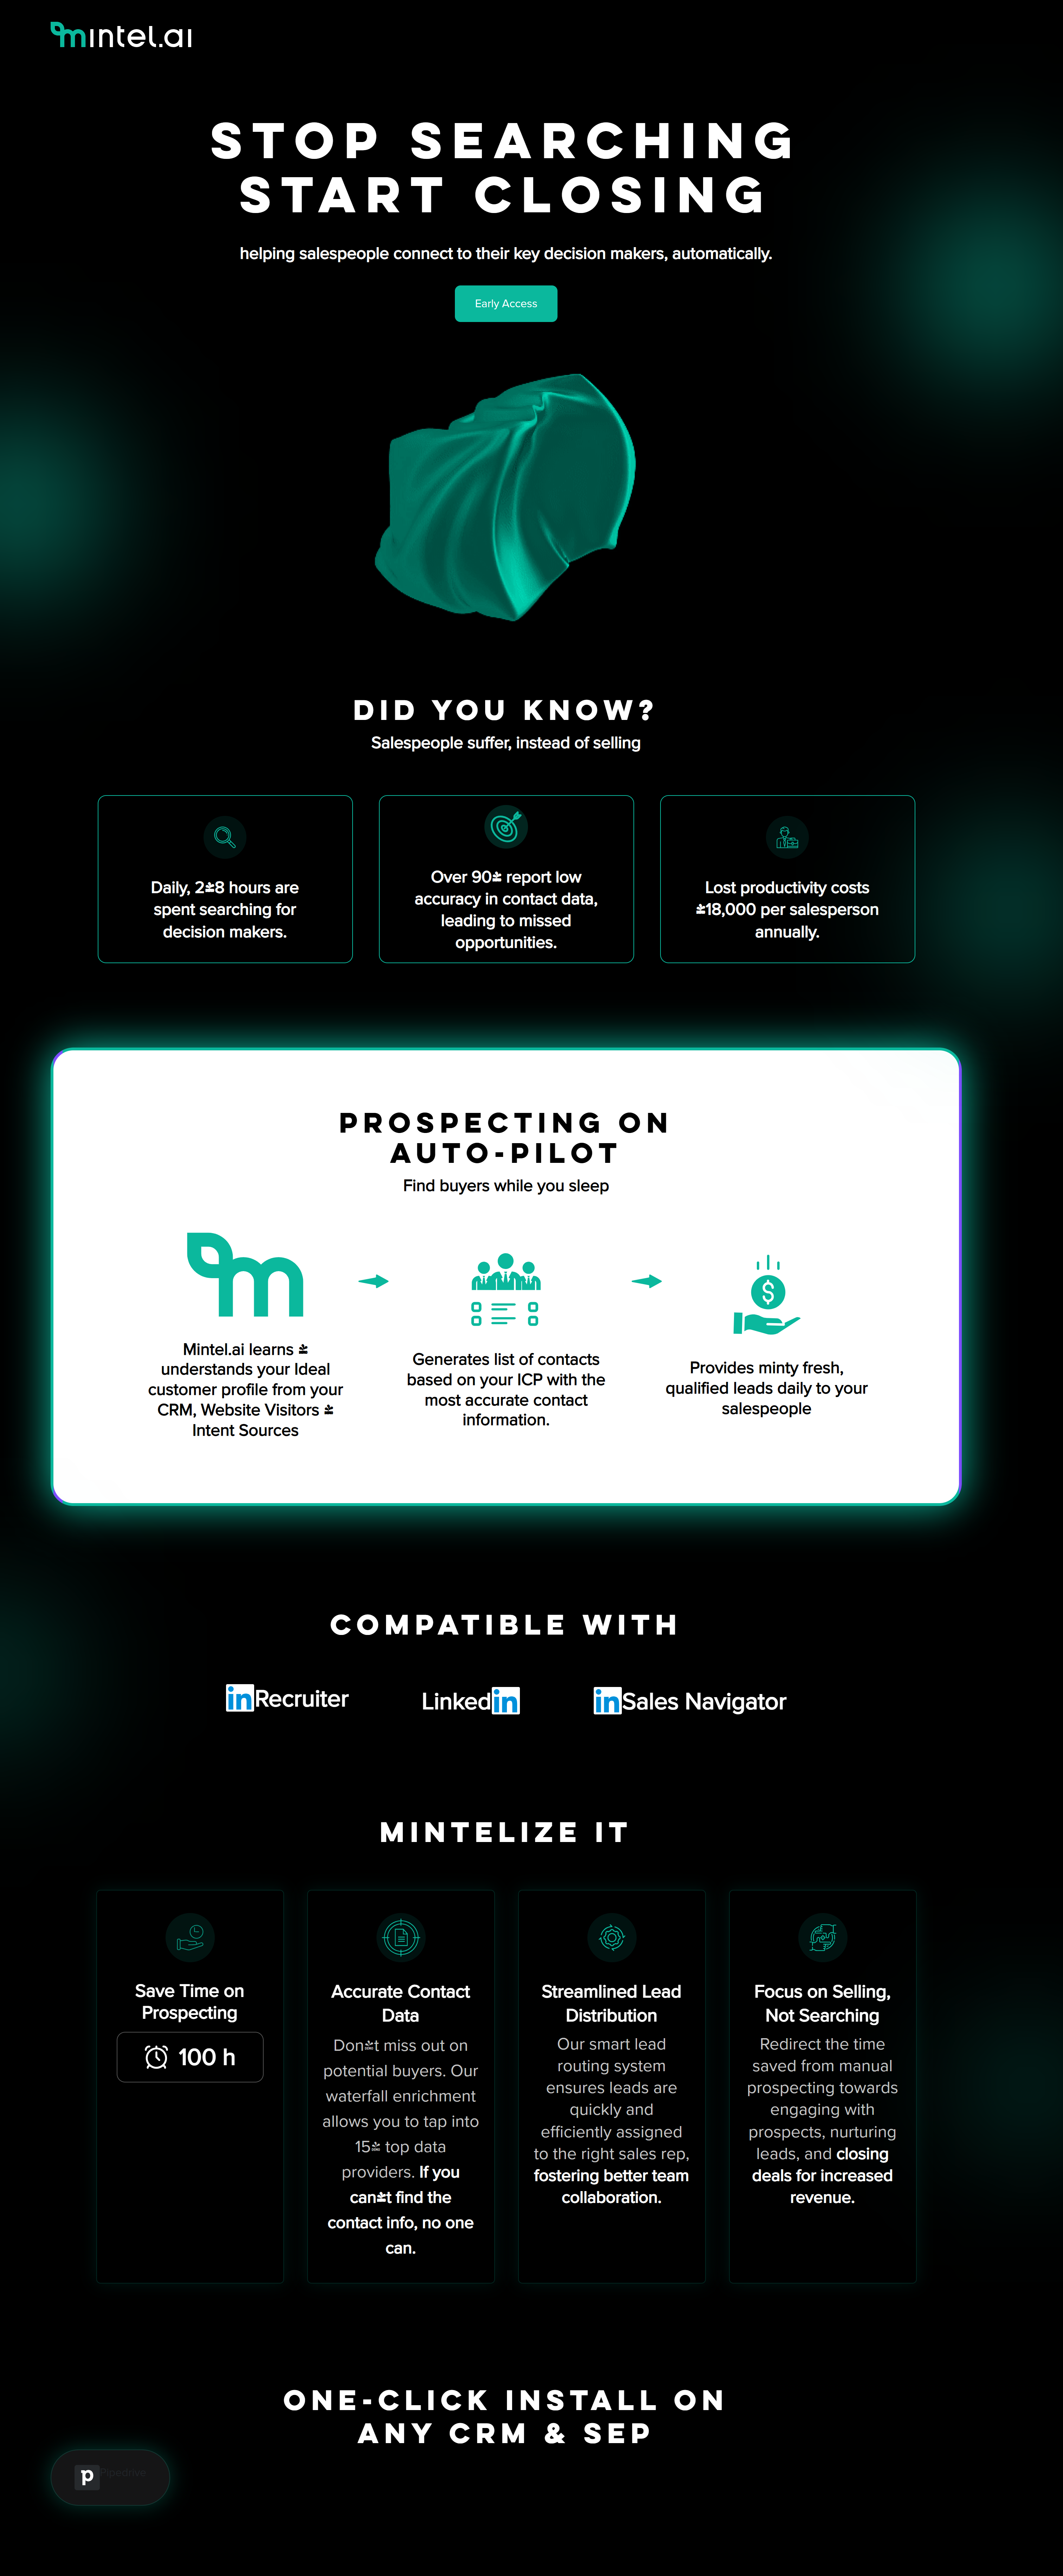 mintel.ai
STOP SEARCHING
START CLOSING
helping salespeople connect to their key decision makers, automatically.
Early Access
DID YOU KNOW?
Salespeople suffer, instead of selling
Daily, 2 8 hours are
spent searching for
decision makers.
Over 90 report low
accuracy in contact data,
leading to missed
opportunities.
Lost productivity costs
18,000 per salesperson
annually.
PROSPECTING ON
AUTO-PILOT
Find buyers while you sleep
Mintel.ai learns
understands your Ideal
customer profile from your
CRM, Website Visitors
Intent Sources
Generates list of contacts
based on your ICP with the
most accurate contact
information.
Provides minty fresh,
qualified leads daily to your
salespeople
COMPATIBLE WITH
in Recruiter
Linkedin
in Sales Navigator
MINTELIZE IT
Save Time on
Prospecting
100 h
Accurate Contact
Data
Don t miss out on
potential buyers. Our
waterfall enrichment
allows you to tap into
15 top data
providers. If you
can t find the
contact info, no one
can.
Streamlined Lead
Distribution
Our smart lead
routing system
ensures leads are
quickly and
efficiently assigned
to the right sales rep,
fostering better team
collaboration.
Focus on Selling,
Not Searching
Redirect the time
saved from manual
prospecting towards
engaging with
prospects, nurturing
leads, and closing
deals for increased
revenue.
ONE-CLICK INSTALL ON
ANY CRM & SEP
p Pipedrive